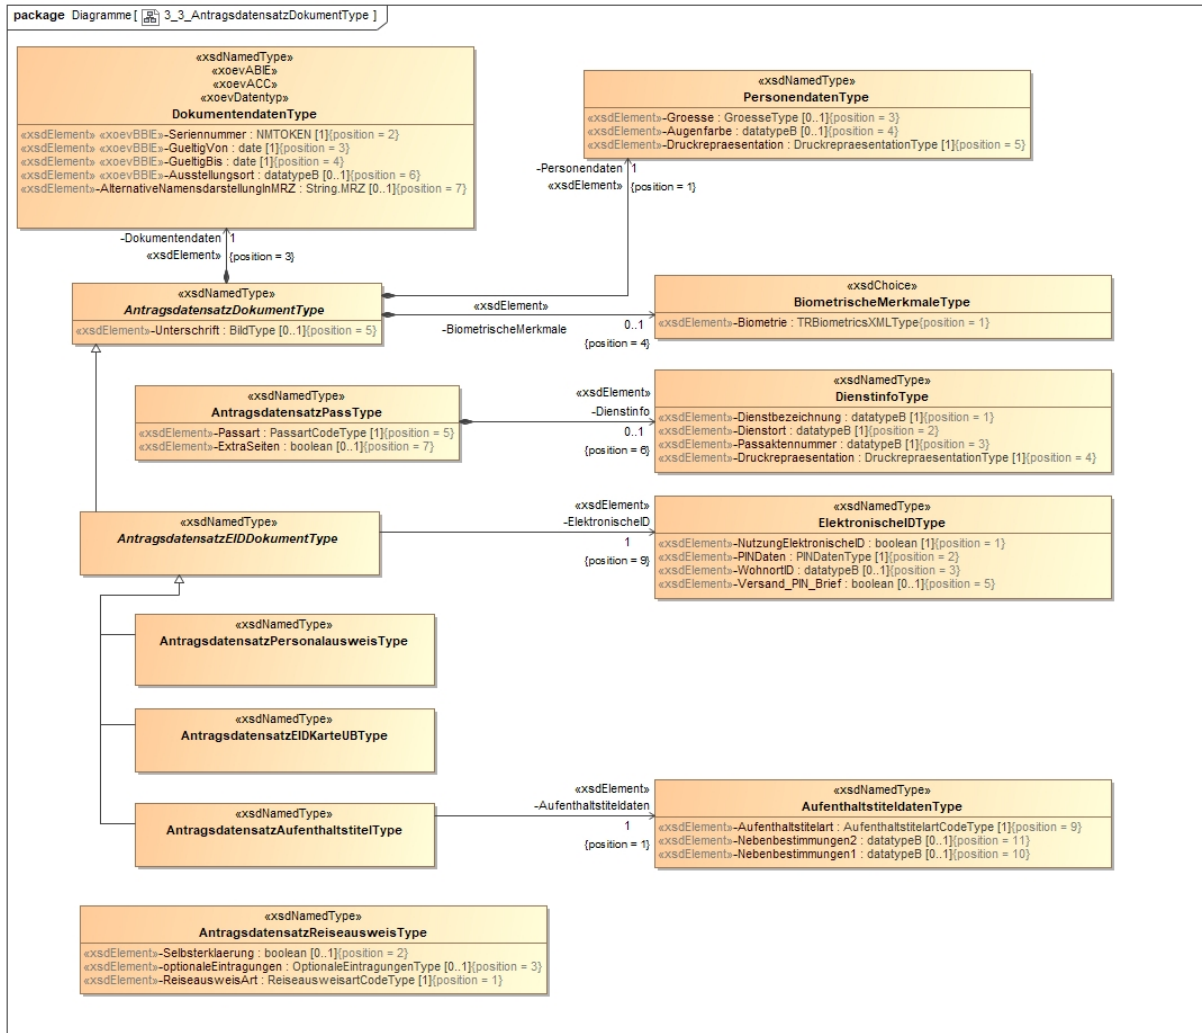 package Diagramme [ 3_3_AntragsdatensatzDokumentType ]
«xsdNamedType»
«xoevABIE»
«xoevACC»
«xoevDatentyp»
DokumentendatenType
«xsdElement» «xoevBBIE»-Seriennummer : NMTOKEN [1]{position = 2}
«xsdElement» «xoevBBIE»-GueltigVon : date [1]{position = 3}
«xsdElement» «xoevBBIE»-GueltigBis : date [1]{position = 4}
«xsdElement» «xoevBBIE»-Ausstellungsort : datatypeB [0..1]{position = 6}
«xsdElement»-AlternativeNamensdarstellungInMRZ : String.MRZ [0..1]{position = 7}
«xsdNamedType»
PersonendatenType
«xsdElement»-Groesse : GroesseType [0..1]{position = 3}
«xsdElement»-Augenfarbe : datatypeB [0..1]{position = 4}
«xsdElement»-Druckrepraesentation : DruckrepraesentationType [1]{position = 5}
-Personendaten 1
«xsdElement» {position = 1}
-Dokumentendaten 1
«xsdElement» {position = 3}
«xsdNamedType»
AntragsdatensatzDokumentType
«xsdElement»-Unterschrift : BildType [0..1]{position = 5}
«xsdElement»
-BiometrischeMerkmale 0..1
{position = 4}
«xsdChoice»
BiometrischeMerkmaleType
«xsdElement»-Biometrie : TRBiometricsXMLType{position = 1}
«xsdNamedType»
AntragsdatensatzPassType
«xsdElement»-Passart : PassartCodeType [1]{position = 5}
«xsdElement»-ExtraSeiten : boolean [0..1]{position = 7}
«xsdElement»
-Dienstinfo
0..1
{position = 6}
«xsdNamedType»
DienstinfoType
«xsdElement»-Dienstbezeichnung : datatypeB [1]{position = 1}
«xsdElement»-Dienstort : datatypeB [1]{position = 2}
«xsdElement»-Passaktennummer : datatypeB [1]{position = 3}
«xsdElement»-Druckrepraesentation : DruckrepraesentationType [1]{position = 4}
«xsdNamedType»
AntragsdatensatzEIDDokumentType
«xsdElement»
-ElektronischeID
1
{position = 9}
«xsdNamedType»
ElektronischeIDType
«xsdElement»-NutzungElektronischeID : boolean [1]{position = 1}
«xsdElement»-PINDaten : PINDatenType [1]{position = 2}
«xsdElement»-WohnortID : datatypeB [0..1]{position = 3}
«xsdElement»-Versand_PIN_Brief : boolean [0..1]{position = 5}
«xsdNamedType»
AntragsdatensatzPersonalausweisType
«xsdNamedType»
AntragsdatensatzEIDKarteUBType
«xsdNamedType»
AntragsdatensatzAufenthaltstitelType
«xsdElement»
-Aufenthaltstiteldaten
1
{position = 1}
«xsdNamedType»
AufenthaltstiteldatenType
«xsdElement»-Aufenthaltstitelart : AufenthaltstitelartCodeType [1]{position = 9}
«xsdElement»-Nebenbestimmungen2 : datatypeB [0..1]{position = 11}
«xsdElement»-Nebenbestimmungen1 : datatypeB [0..1]{position = 10}
«xsdNamedType»
AntragsdatensatzReiseausweisType
«xsdElement»-Selbsterklaerung : boolean [0..1]{position = 2}
«xsdElement»-optionaleEintragungen : OptionaleEintragungenType [0..1]{position = 3}
«xsdElement»-ReiseausweisArt : ReiseausweisartCodeType [1]{position = 1}